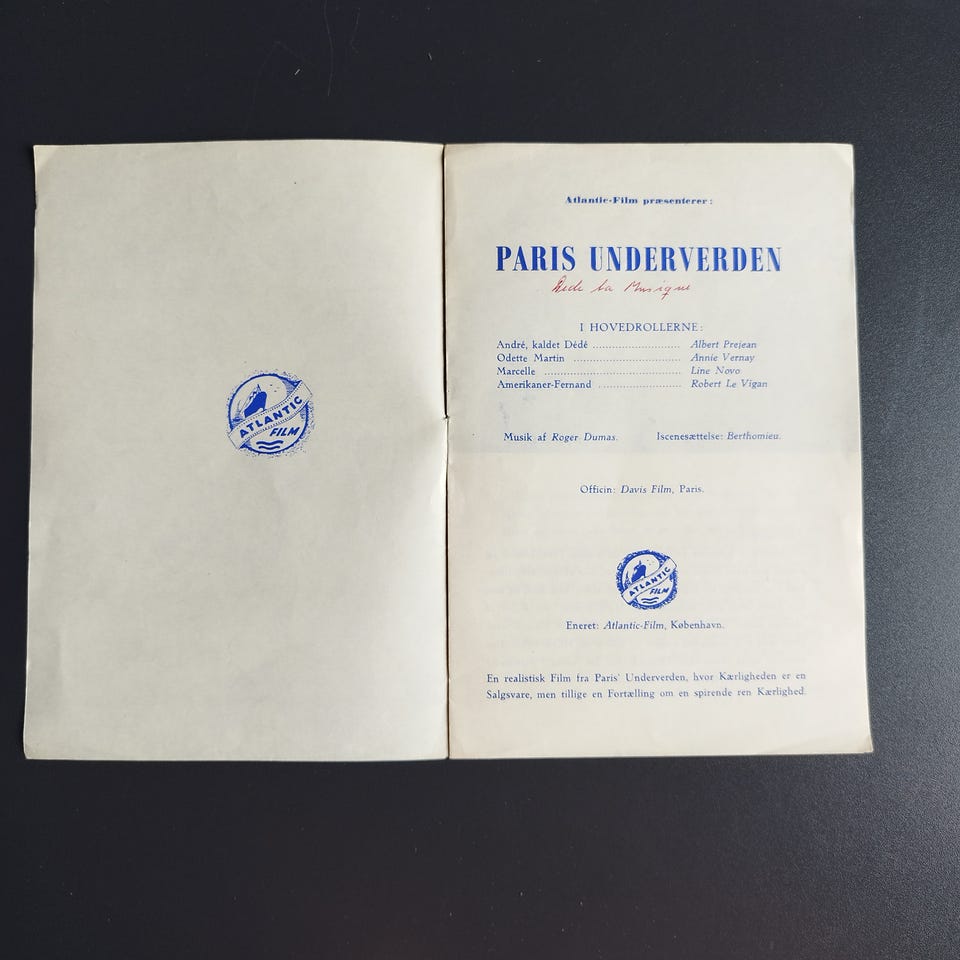 ATLANTIC
FILM
Atlantic-Film præsenterer:
PARIS UNDERVERDEN
Dédé la Musique
I HOVEDROLLERNE:
André, kaldet Dédé ........................ Albert Prejean
Odette Martin ............................. Annie Vernay
Marcelle ..................................... Line Novo
Amerikaner-Fernand ...................... Robert Le Vigan
Musik af Roger Dumas. Iscenesættelse: Berthomieu.
Officin: Davis Film, Paris.
ATLANTIC
FILM
Eneret: Atlantic-Film, København.
En realistisk Film fra Paris' Underverden, hvor Kærligheden er en
Salgsvare, men tillige en Fortælling om en spirende ren Kærlighed.